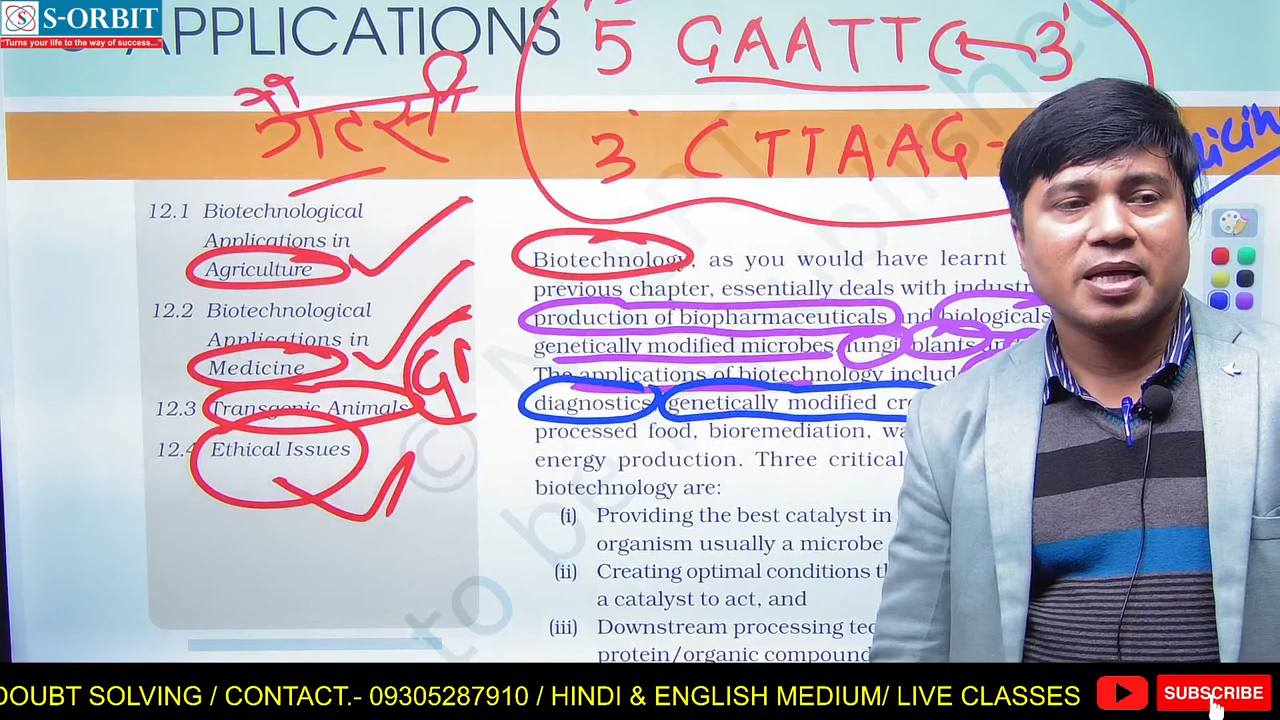 S-ORBIT
"Turns your life to the way of success..."
APPLICATIONS
5' GAATTC ← 3'
3' CTTAAG-
गैटसी
12.1 Biotechnological
Applications in
Agriculture
12.2 Biotechnological
Applications in
Medicine
12.3 Transgenic Animals
12.4 Ethical Issues
Biotechnology, as you would have learnt
previous chapter, essentially deals with
production of biopharmaceuticals and biologicals
genetically modified microbes, fungi, plants
The applications of biotechnology include
diagnostics, genetically modified
processed food, bioremediation,
energy production. Three critical
biotechnology are:
(i) Providing the best catalyst in
organism usually a microbe
(ii) Creating optimal conditions
a catalyst to act, and
(iii) Downstream processing
protein/organic compound
DOUBT SOLVING / CONTACT.- 09305287910 / HINDI & ENGLISH MEDIUM/ LIVE CLASSES
SUBSCRIBE